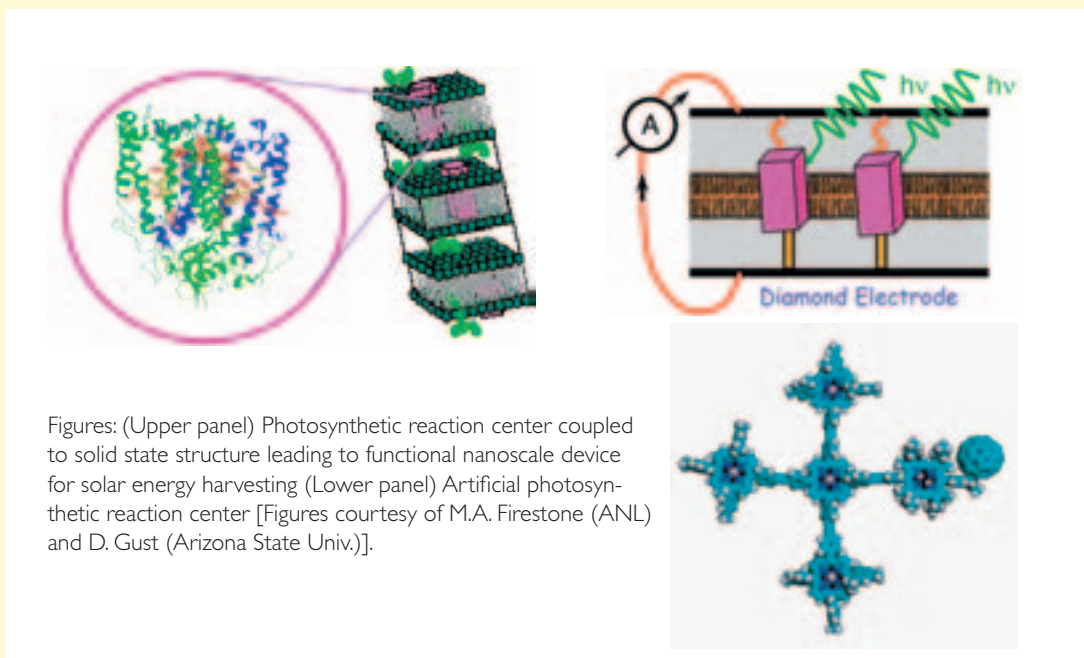 A
hν
hν
Diamond Electrode
Figures: (Upper panel) Photosynthetic reaction center coupled
to solid state structure leading to functional nanoscale device
for solar energy harvesting (Lower panel) Artificial photosyn-
thetic reaction center [Figures courtesy of M.A. Firestone (ANL)
and D. Gust (Arizona State Univ.)].